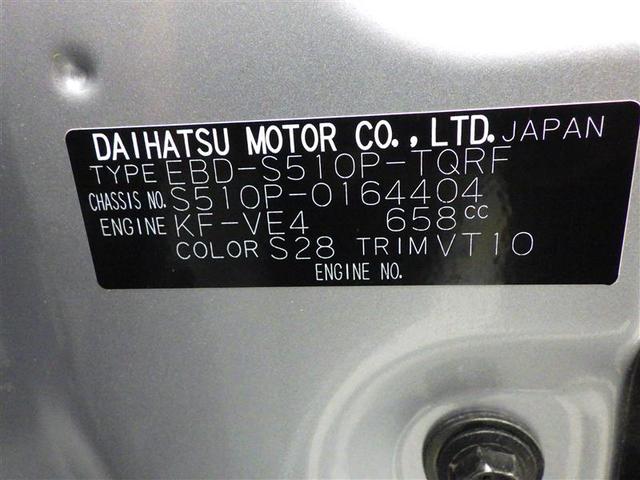 DAIHATSU MOTOR CO., LTD. JAPAN
TYPE EBD-S510P-TQRF
CHASSIS NO. S510P-0164404
ENGINE KF-VE4 658cc
COLOR S28 TRIM VT10
ENGINE NO.